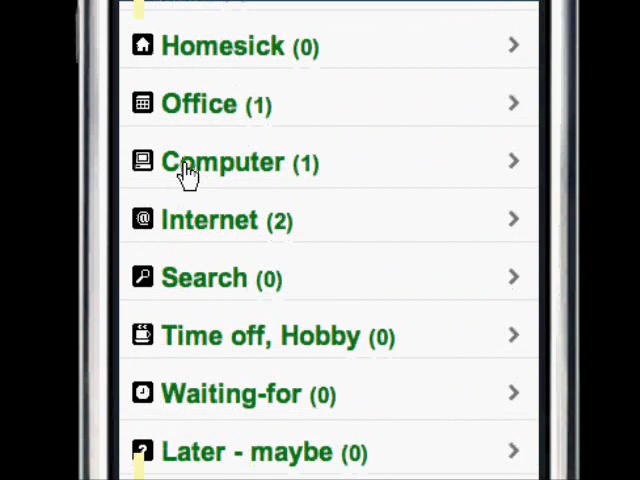 Homesick (0)
Office (1)
Computer (1)
Internet (2)
Search (0)
Time off, Hobby (0)
Waiting-for (0)
Later - maybe (0)